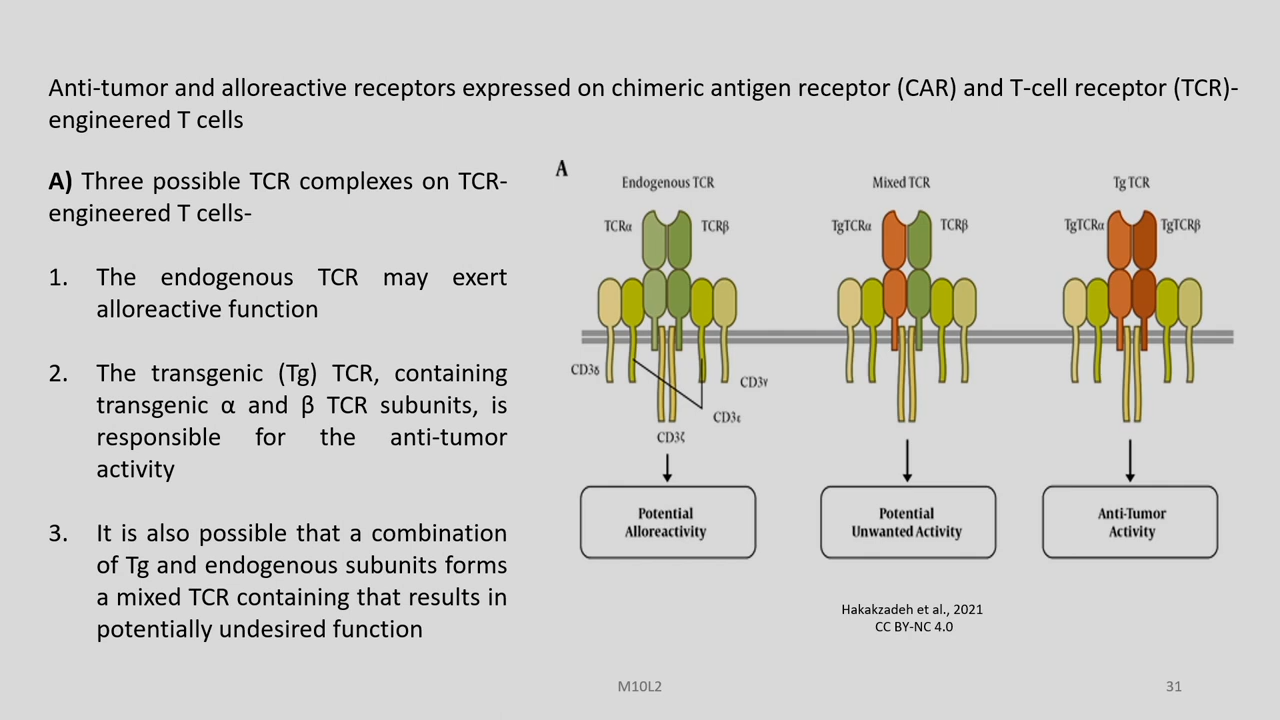 Anti-tumor and alloreactive receptors expressed on chimeric antigen receptor (CAR) and T-cell receptor (TCR)-
engineered T cells
A) Three possible TCR complexes on TCR-
engineered T cells-
1. The endogenous TCR may exert
alloreactive function
2. The transgenic (Tg) TCR, containing
transgenic α and β TCR subunits, is
responsible for the anti-tumor
activity
3. It is also possible that a combination
of Tg and endogenous subunits forms
a mixed TCR containing that results in
potentially undesired function
A
Endogenous TCR
TCRα
TCRβ
CD3δ
CD3γ
CD3ε
CD3ζ
Potential
Alloreactivity
Mixed TCR
TgTCRα
TCRβ
Potential
Unwanted Activity
Tg TCR
TgTCRα
TgTCRβ
Anti-Tumor
Activity
Hakakzadeh et al., 2021
CC BY-NC 4.0
M10L2
31